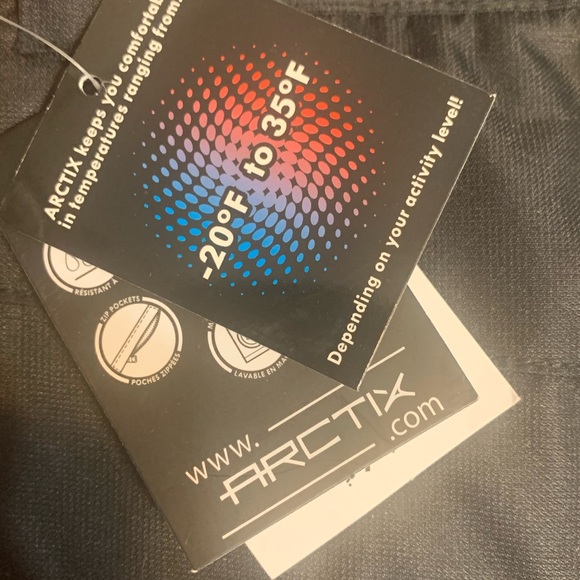 ARCTIX keeps you
in temperatures ranging from
-20°F to 35°F
Depending on your activity level!
RÉSISTANT
ZIP POCKETS
POCHES ZIPPÉES
LAVABLE EN
www.
ARCTIX
.com